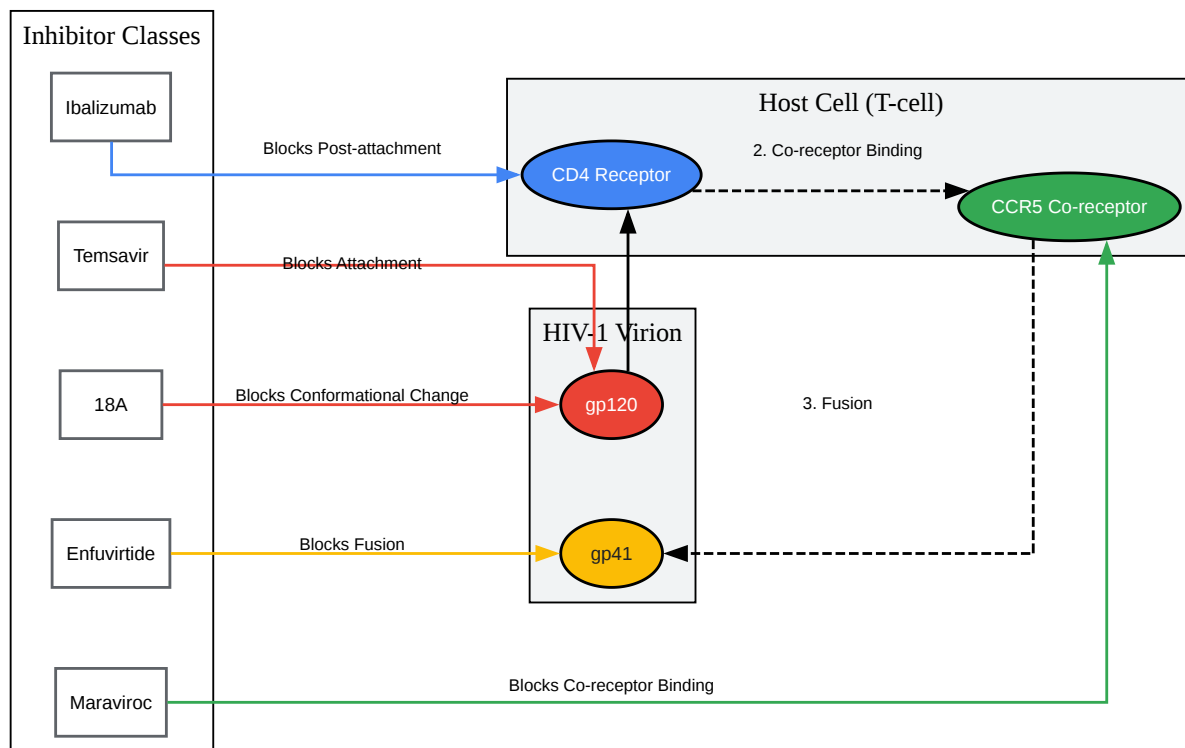 Inhibitor Classes
Ibalizumab
Host Cell (T-cell)
Blocks Post-attachment
2. Co-receptor Binding
CD4 Receptor
CCR5 Co-receptor
Temsavir
Blocks Attachment
HIV-1 Virion
18A
Blocks Conformational Change
gp120
3. Fusion
Enfuvirtide
Blocks Fusion
gp41
Maraviroc
Blocks Co-receptor Binding